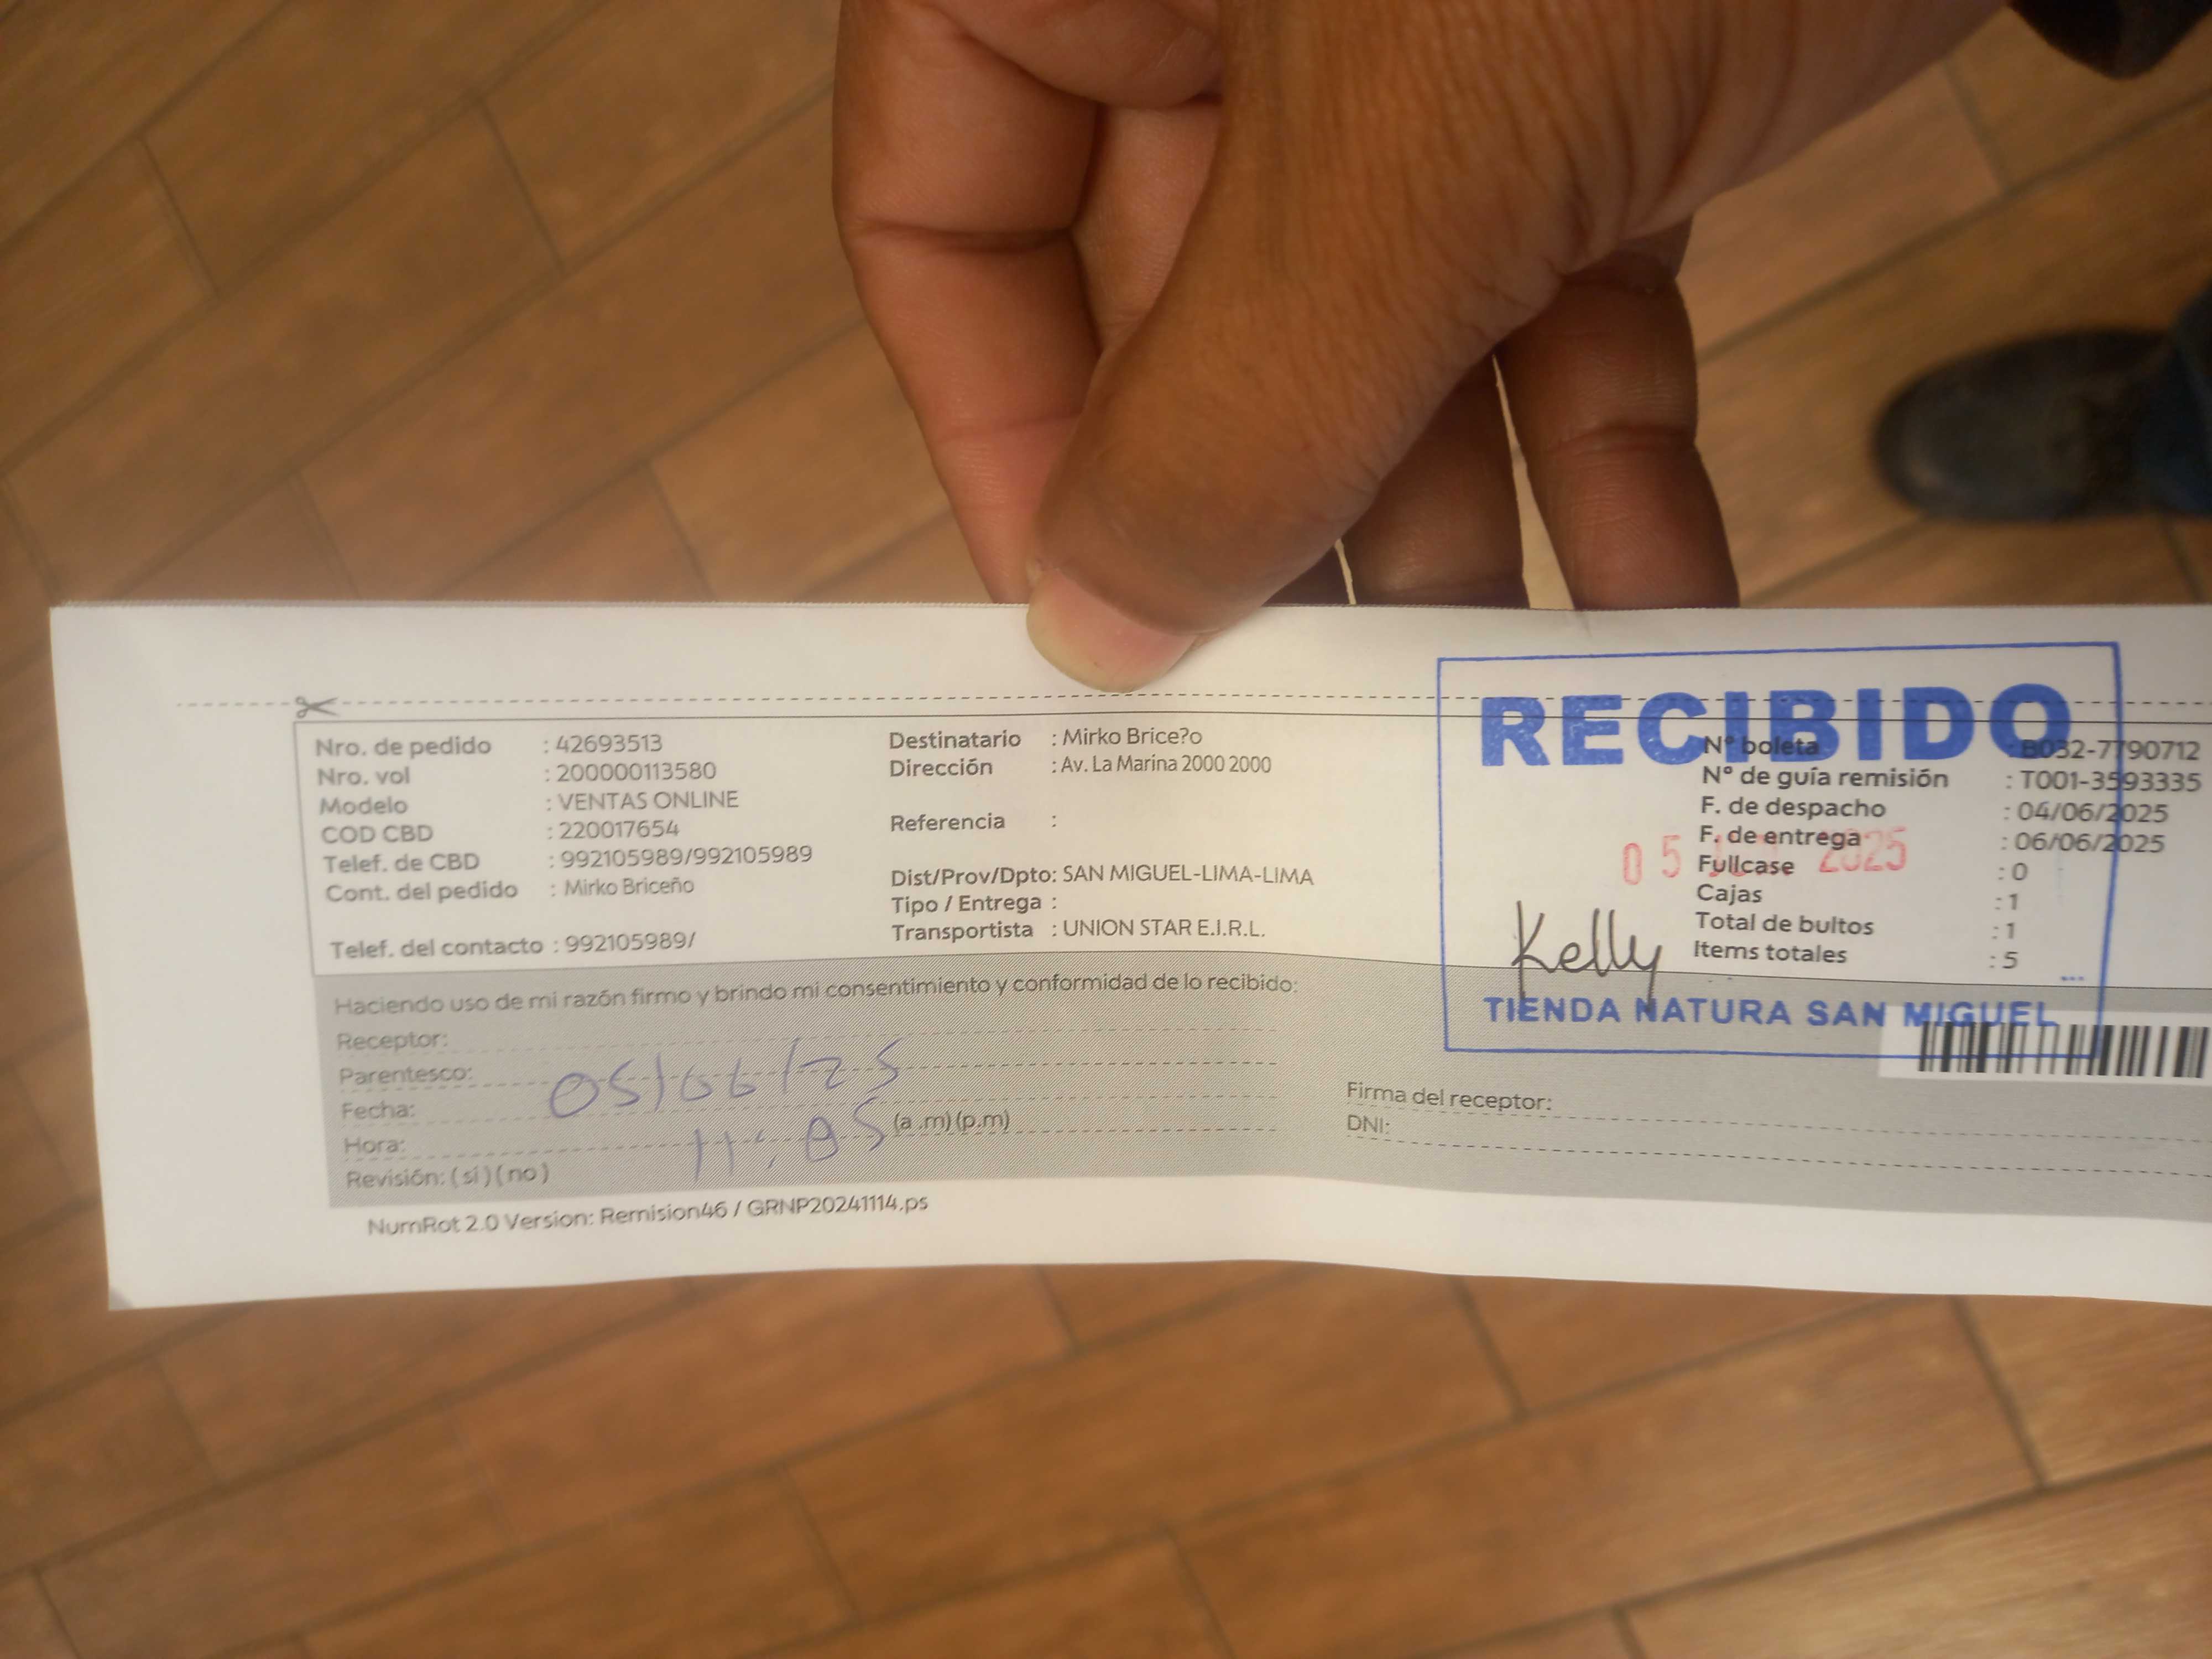 RECIBIDO
Nro. de pedido : 42693513
Nro. vol : 200000113580
Modelo : VENTAS ONLINE
COD CBD : 220017654
Telef. de CBD : 992105989/992105989
Cont. del pedido : Mirko Briceño
Telef. del contacto : 992105989/
Destinatario : Mirko Brice?o
Dirección : Av. La Marina 2000 2000
Referencia :
Dist/Prov/Dpto: SAN MIGUEL-LIMA-LIMA
Tipo / Entrega :
Transportista : UNION STAR E.I.R.L.
N° boleta : B032-7790712
N° de guía remisión : T001-3593335
F. de despacho : 04/06/2025
F. de entrega : 06/06/2025
Fullcase : 0
Cajas : 1
Total de bultos : 1
Items totales : 5
05 2025
Kelly
TIENDA NATURA SAN MIGUEL
Haciendo uso de mi razón firmo y brindo mi consentimiento y conformidad de lo recibido:
Receptor:
Parentesco:
Fecha: 05/06/25
Hora: 11:05 (a .m) (p.m)
Revisión: ( si ) ( no )
Firma del receptor:
DNI:
NumRot 2.0 Version: Remision46 / GRNP20241114.ps